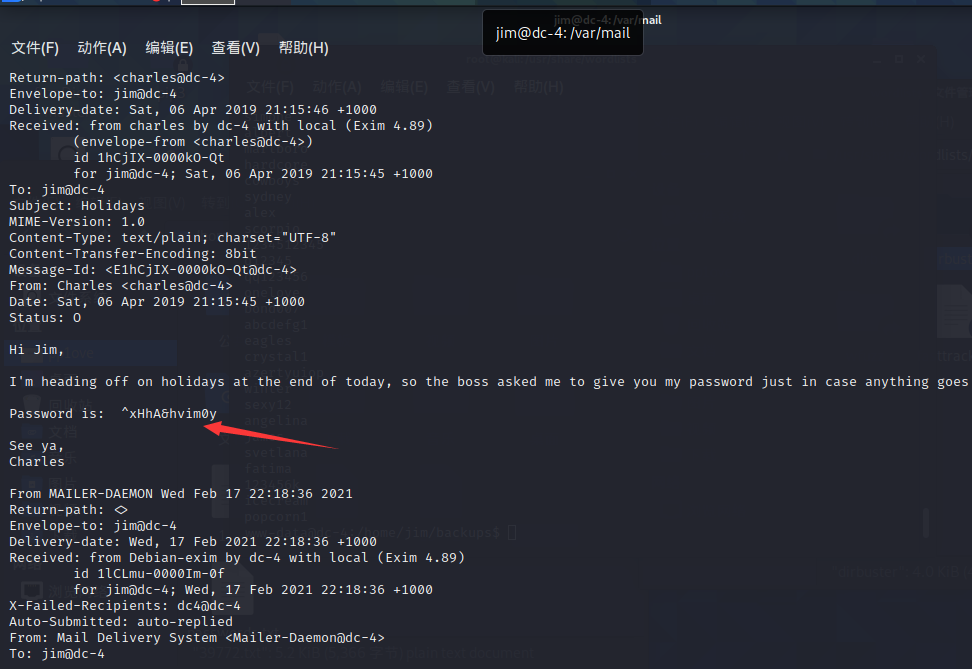 jim@dc-4: /var/mail
jim@dc-4: /var/mail
文件(F) 动作(A) 编辑(E) 查看(V) 帮助(H)
Return-path: <charles@dc-4>
Envelope-to: jim@dc-4
Delivery-date: Sat, 06 Apr 2019 21:15:46 +1000
Received: from charles by dc-4 with local (Exim 4.89)
        (envelope-from <charles@dc-4>)
        id 1hCjIX-0000kO-Qt
        for jim@dc-4; Sat, 06 Apr 2019 21:15:45 +1000
To: jim@dc-4
Subject: Holidays
MIME-Version: 1.0
Content-Type: text/plain; charset="UTF-8"
Content-Transfer-Encoding: 8bit
Message-Id: <E1hCjIX-0000kO-Qt@dc-4>
From: Charles <charles@dc-4>
Date: Sat, 06 Apr 2019 21:15:45 +1000
Status: O
Hi Jim,
I'm heading off on holidays at the end of today, so the boss asked me to give you my password just in case anything goes
Password is:  ^xHhA&hvim0y
See ya,
Charles
From MAILER-DAEMON Wed Feb 17 22:18:36 2021
Return-path: <>
Envelope-to: jim@dc-4
Delivery-date: Wed, 17 Feb 2021 22:18:36 +1000
Received: from Debian-exim by dc-4 with local (Exim 4.89)
        id 1lCLmu-0000Im-0f
        for jim@dc-4; Wed, 17 Feb 2021 22:18:36 +1000
X-Failed-Recipients: dc4@dc-4
Auto-Submitted: auto-replied
From: Mail Delivery System <Mailer-Daemon@dc-4>
To: jim@dc-4